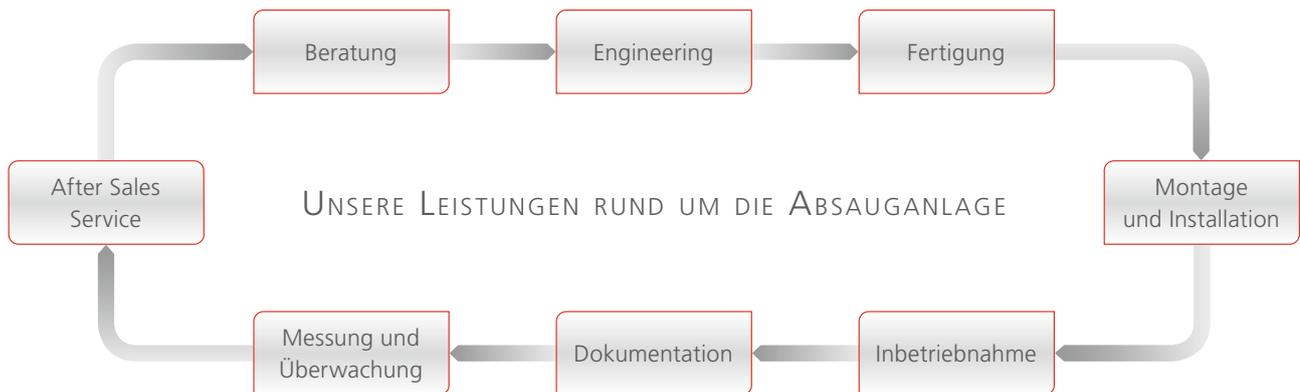 Beratung
Engineering
Fertigung
After Sales
Service
UNSERE LEISTUNGEN RUND UM DIE ABSAUGANLAGE
Montage
und Installation
Messung und
Überwachung
Dokumentation
Inbetriebnahme